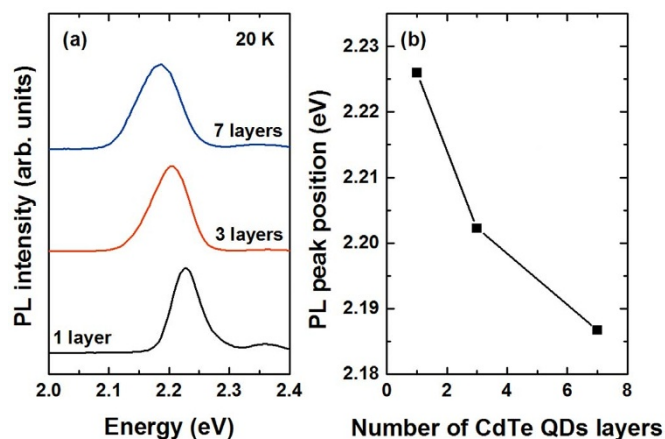 (a)
20 K
7 layers
3 layers
1 layer
PL intensity (arb. units)
2.0 2.1 2.2 2.3 2.4
Energy (eV)
(b)
2.23
2.22
2.21
2.20
2.19
2.18
PL peak position (eV)
0 2 4 6 8
Number of CdTe QDs layers